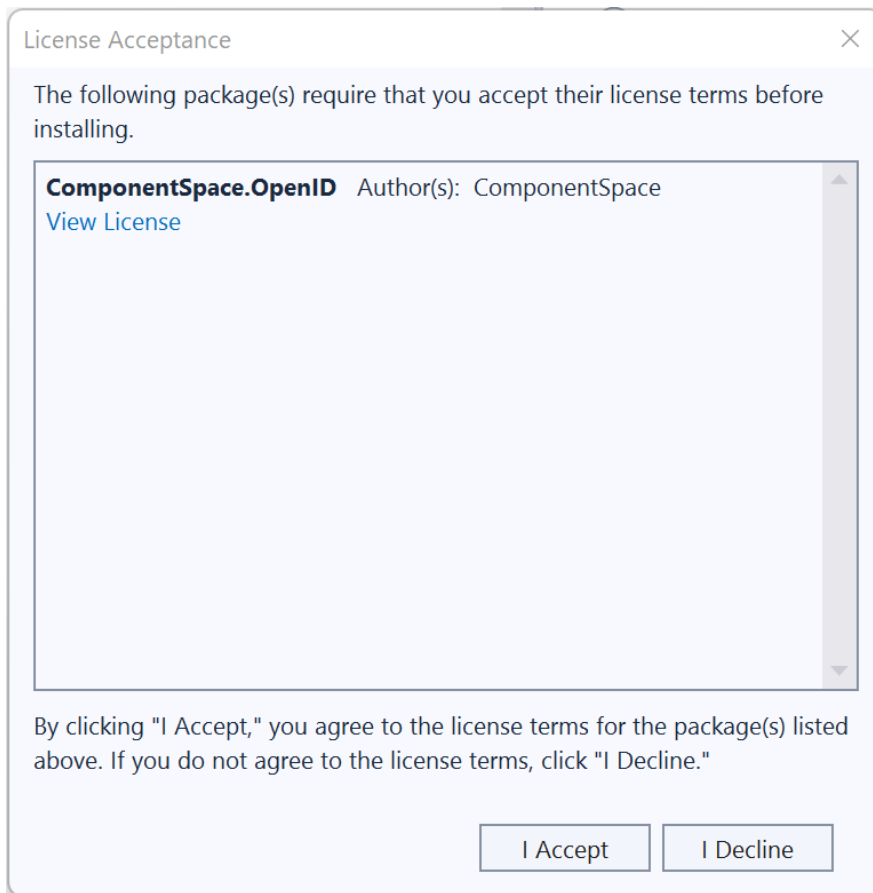 License Acceptance
The following package(s) require that you accept their license terms before
installing.
ComponentSpace.OpenID Author(s): ComponentSpace
View License
By clicking "I Accept," you agree to the license terms for the package(s) listed
above. If you do not agree to the license terms, click "I Decline."
I Accept I Decline